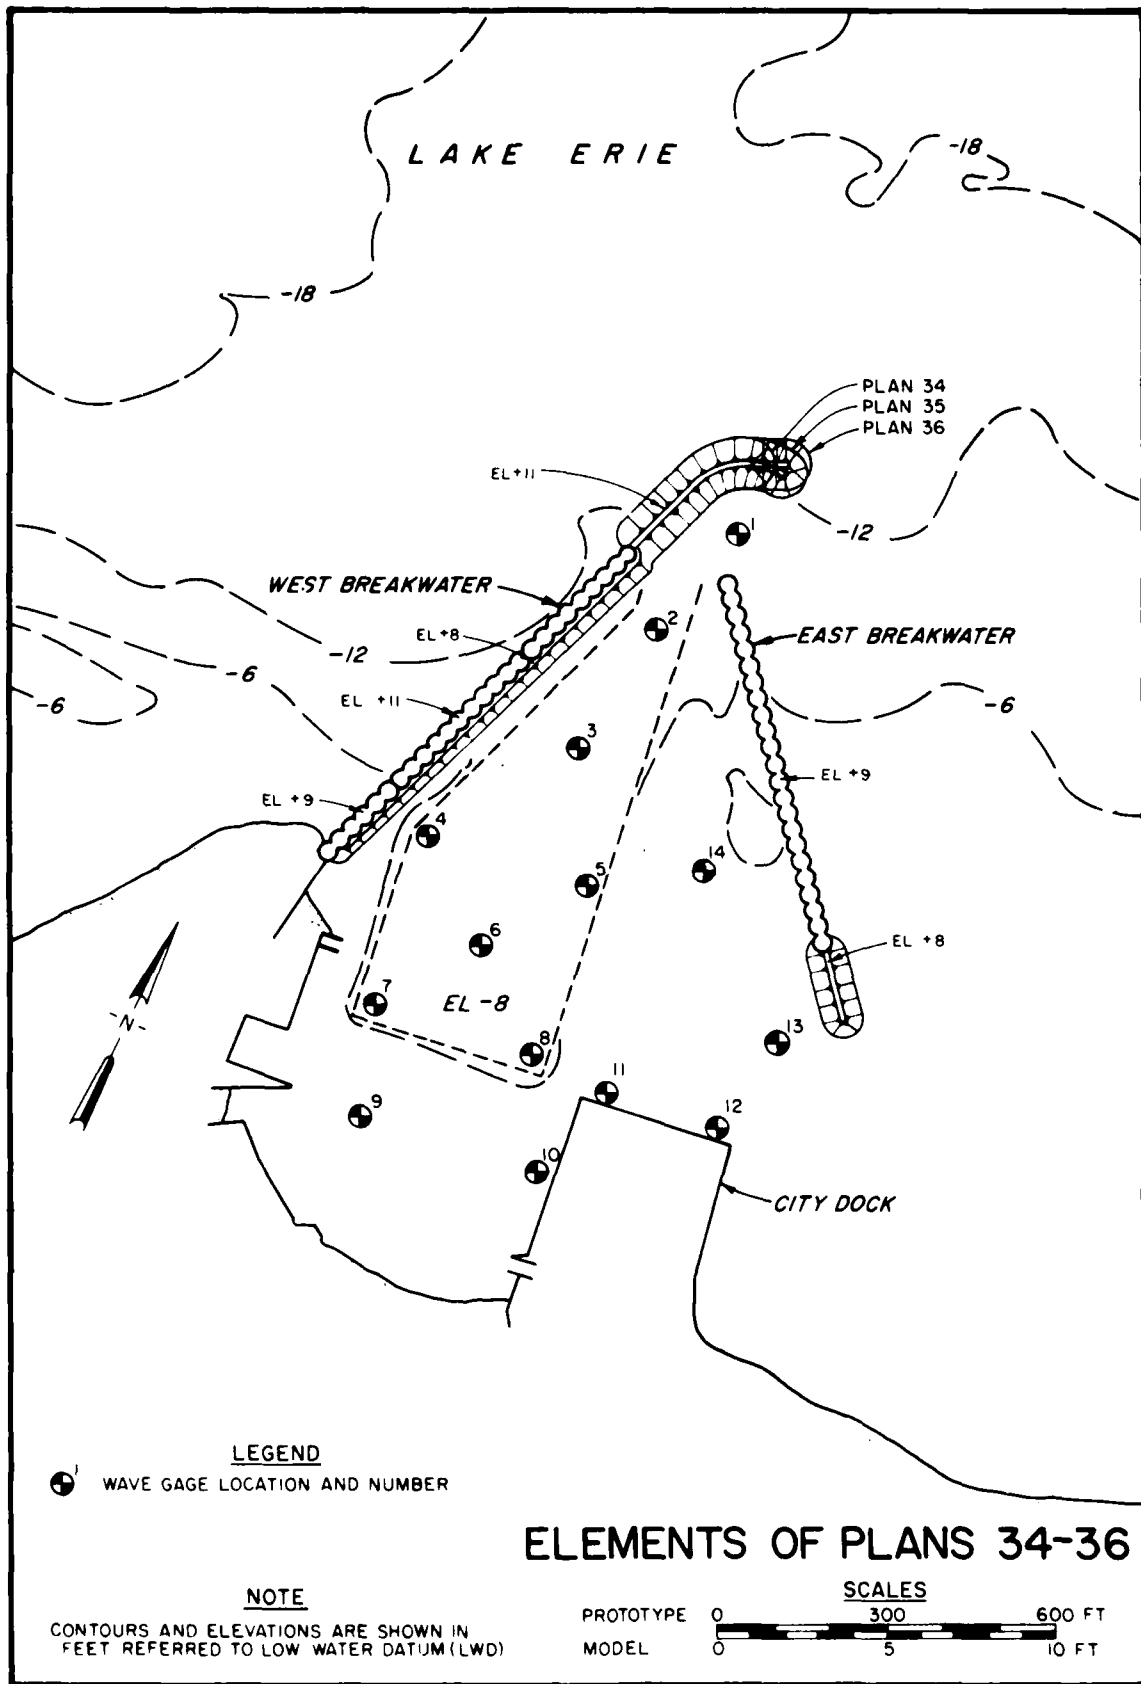 LAKE ERIE
-18
-18
PLAN 34
PLAN 35
PLAN 36
EL +11
1
-12
WEST BREAKWATER
2
EL +8
EAST BREAKWATER
-12
-6
EL +11
-6
-6
3
EL +9
EL +9
4
14
5
EL +8
6
7
EL -8
-N-
8
13
11
9
12
10
CITY DOCK
LEGEND
1
WAVE GAGE LOCATION AND NUMBER
ELEMENTS OF PLANS 34-36
NOTE
CONTOURS AND ELEVATIONS ARE SHOWN IN
FEET REFERRED TO LOW WATER DATUM (LWD)
SCALES
PROTOTYPE 0 300 600 FT
MODEL 0 5 10 FT